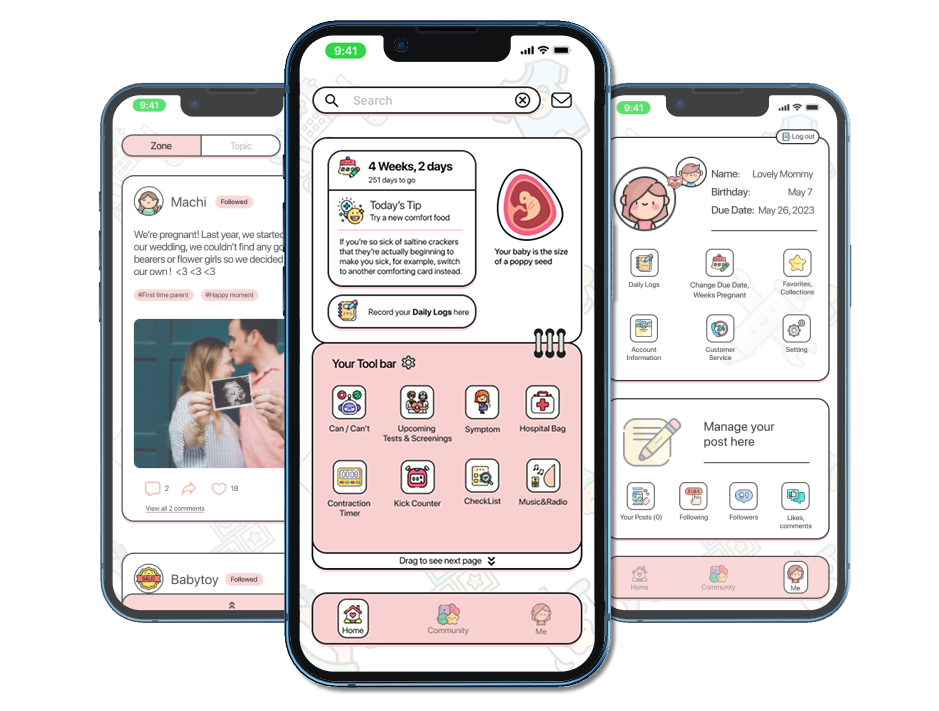 9:41
Zone
Topic
Machi
Followed
We're pregnant! Last year, we started
our wedding, we couldn't find any go
bearers or flower girls so we decided
our own ! <3 <3 <3
#First time parent
#Happy moment
2
18
View all 2 comments
SALE!
Babytoy
Followed
9:41
Search
4 Weeks, 2 days
251 days to go
Today's Tip
Try a new comfort food
If you're so sick of saltine crackers
that they're actually beginning to
make you sick, for example, switch
to another comforting card instead.
Your baby is the size
of a poppy seed
Record your Daily Logs here
Your Tool bar
Can / Can't
Upcoming
Tests & Screenings
Symptom
Hospital Bag
Contraction
Timer
Kick Counter
CheckList
Music&Radio
Drag to see next page
Home
Community
Me
9:41
Log out
Name: Lovely Mommy
Birthday: May 7
Due Date: May 26, 2023
Daily Logs
Change Due Date,
Weeks Pregnant
Favorites,
Collections
24
Account
Information
Customer
Service
Setting
Manage your
post here
SUBS
Your Posts (0)
Following
Followers
Likes,
comments
Home
Community
Me